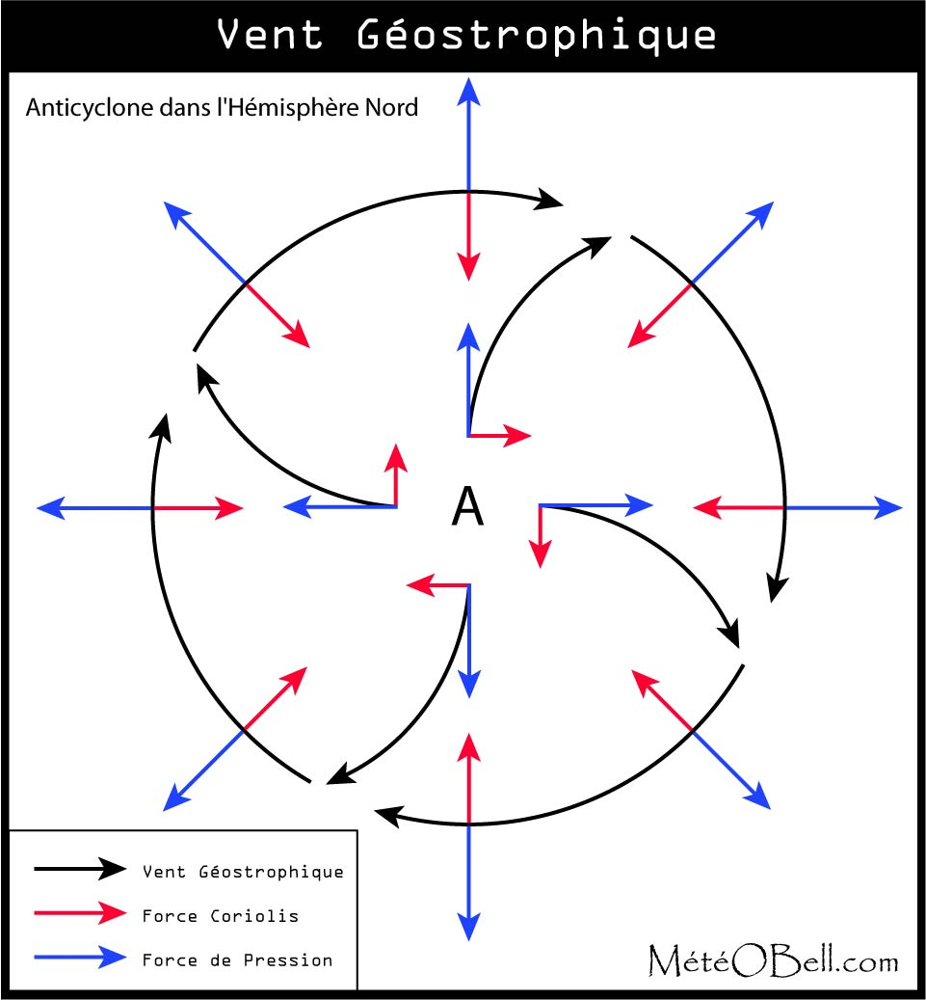 Vent Géostrophique
Anticyclone dans l'Hémisphère Nord
A
Vent Géostrophique
Force Coriolis
Force de Pression
MétéOBell.com